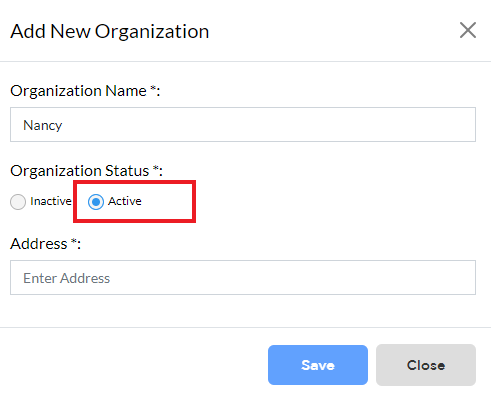 Add New Organization
Organization Name *:
Nancy
Organization Status *:
Inactive Active
Address *:
Enter Address
Save Close